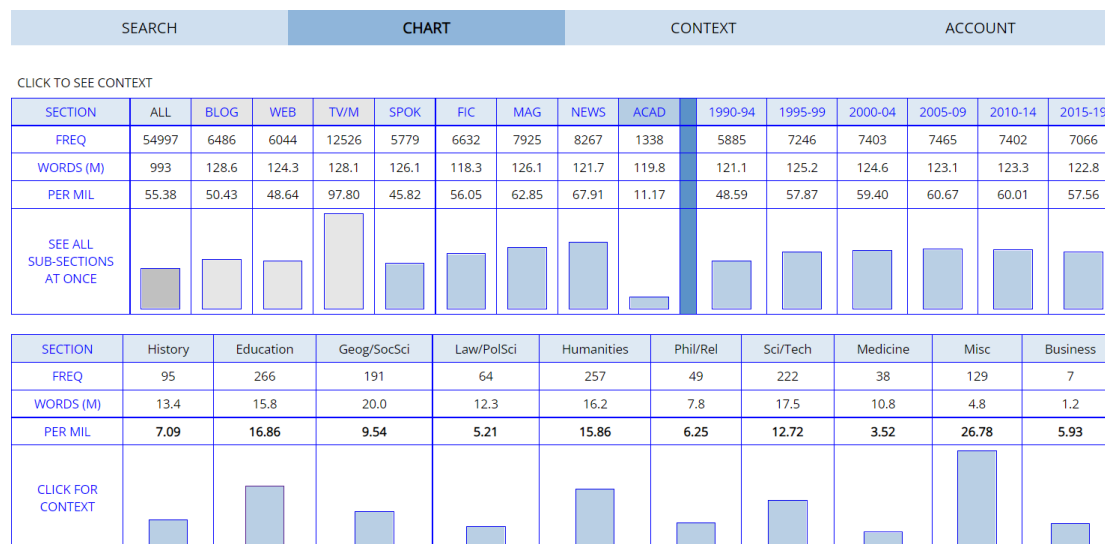 SEARCH CHART CONTEXT ACCOUNT
CLICK TO SEE CONTEXT
SECTION ALL BLOG WEB TV/M SPOK FIC MAG NEWS ACAD 1990-94 1995-99 2000-04 2005-09 2010-14 2015-19
FREQ 54997 6486 6044 12526 5779 6632 7925 8267 1338 5885 7246 7403 7465 7402 7066
WORDS (M) 993 128.6 124.3 128.1 126.1 118.3 126.1 121.7 119.8 121.1 125.2 124.6 123.1 123.3 122.8
PER MIL 55.38 50.43 48.64 97.80 45.82 56.05 62.85 67.91 11.17 48.59 57.87 59.40 60.67 60.01 57.56
SEE ALL
SUB-SECTIONS
AT ONCE
SECTION History Education Geog/SocSci Law/PolSci Humanities Phil/Rel Sci/Tech Medicine Misc Business
FREQ 95 266 191 64 257 49 222 38 129 7
WORDS (M) 13.4 15.8 20.0 12.3 16.2 7.8 17.5 10.8 4.8 1.2
PER MIL 7.09 16.86 9.54 5.21 15.86 6.25 12.72 3.52 26.78 5.93
CLICK FOR
CONTEXT